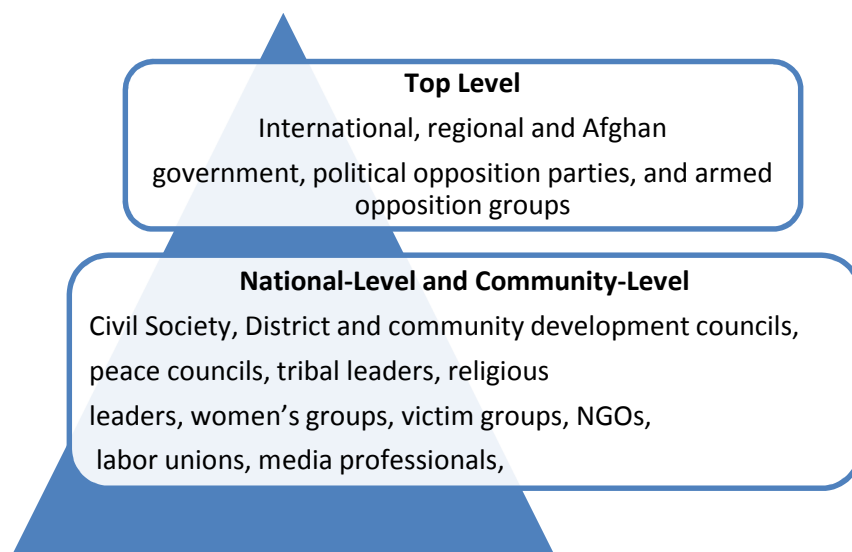 Top Level
International, regional and Afghan
government, political opposition parties, and armed
opposition groups
National-Level and Community-Level
Civil Society, District and community development councils,
peace councils, tribal leaders, religious
leaders, women’s groups, victim groups, NGOs,
labor unions, media professionals,